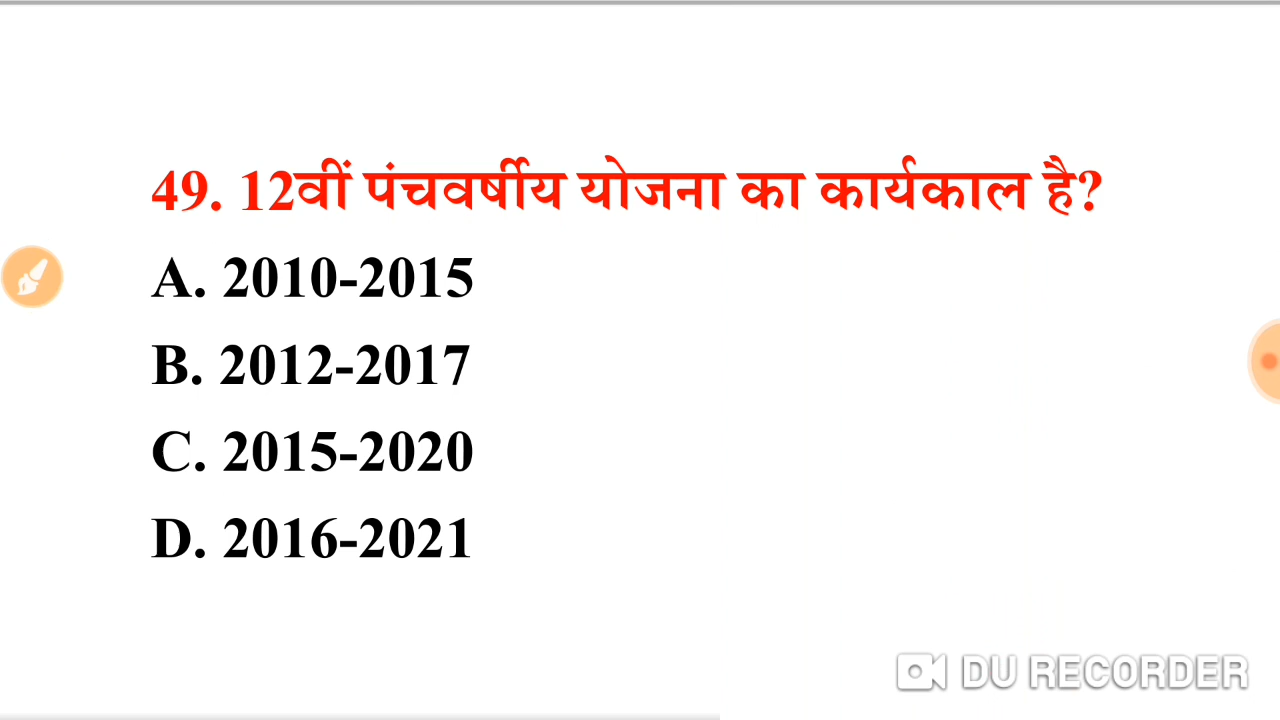 49. 12वीं पंचवर्षीय योजना का कार्यकाल है?
A. 2010-2015
B. 2012-2017
C. 2015-2020
D. 2016-2021
DU RECORDER